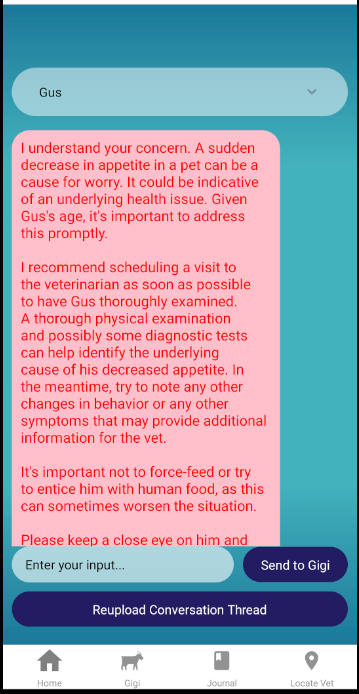 Gus
I understand your concern. A sudden
decrease in appetite in a pet can be a
cause for worry. It could be indicative
of an underlying health issue. Given
Gus's age, it's important to address
this promptly.
I recommend scheduling a visit to
the veterinarian as soon as possible
to have Gus thoroughly examined.
A thorough physical examination
and possibly some diagnostic tests
can help identify the underlying
cause of his decreased appetite. In
the meantime, try to note any other
changes in behavior or any other
symptoms that may provide additional
information for the vet.
It's important not to force-feed or try
to entice him with human food, as this
can sometimes worsen the situation.
Please keep a close eye on him and
Enter your input...
Send to Gigi
Reupload Conversation Thread
Home
Gigi
Journal
Locate Vet